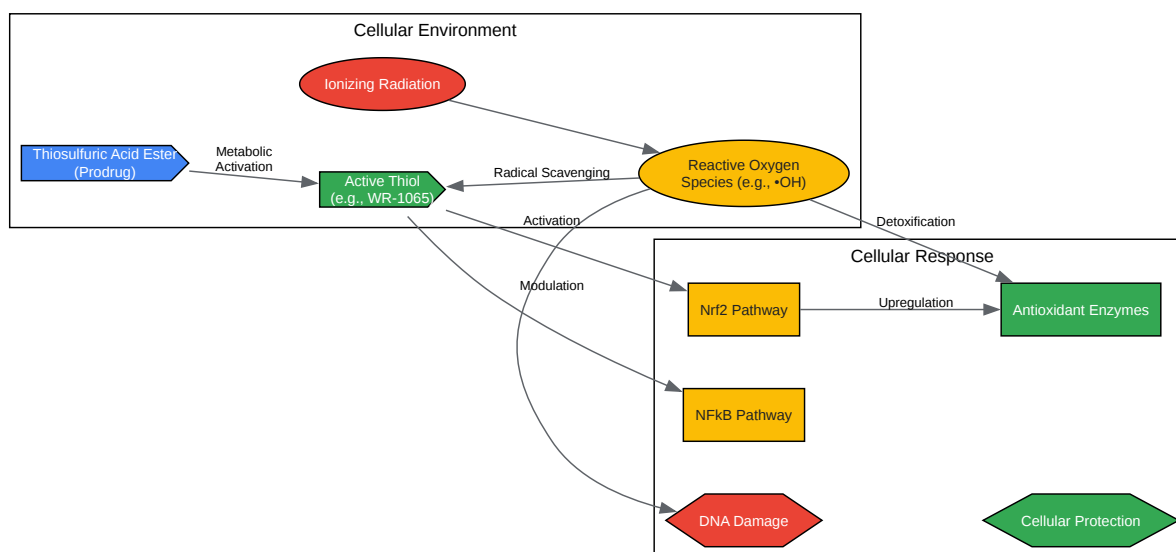 Cellular Environment
Ionizing Radiation
Thiosulfuric Acid Ester
(Prodrug)
Metabolic
Activation
Active Thiol
(e.g., WR-1065)
Radical Scavenging
Reactive Oxygen
Species (e.g., •OH)
Activation
Detoxification
Cellular Response
Modulation
Nrf2 Pathway
Upregulation
Antioxidant Enzymes
NFkB Pathway
DNA Damage
Cellular Protection